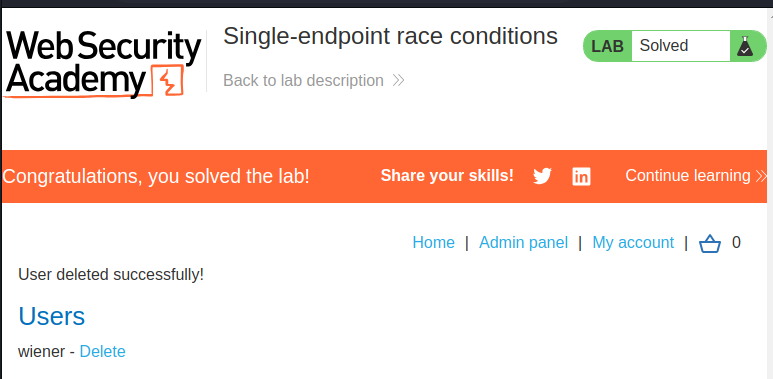 Web Security
Academy
Single-endpoint race conditions
Back to lab description
LAB Solved
Congratulations, you solved the lab!
Share your skills!
Continue learning
Home | Admin panel | My account | 0
User deleted successfully!
Users
wiener - Delete